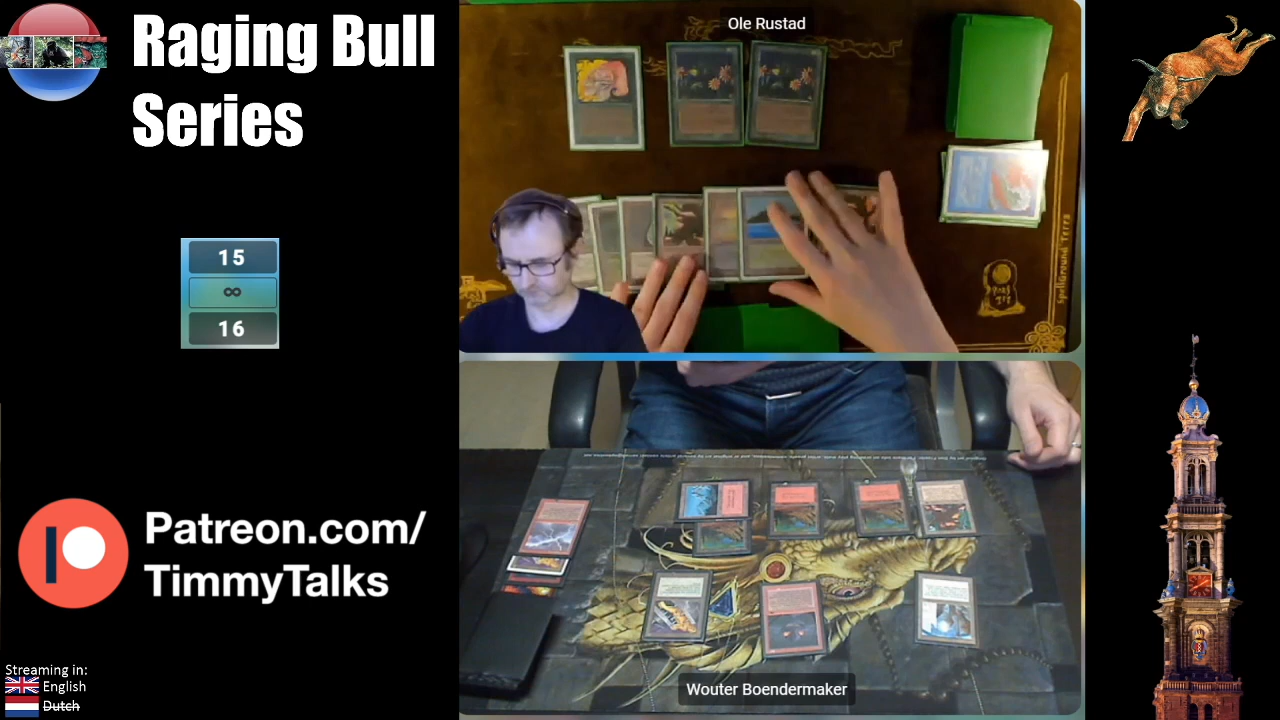 Raging Bull
Series
15
∞
16
Patreon.com/
TimmyTalks
Streaming in:
English
Dutch
Ole Rustad
Wouter Boendermaker